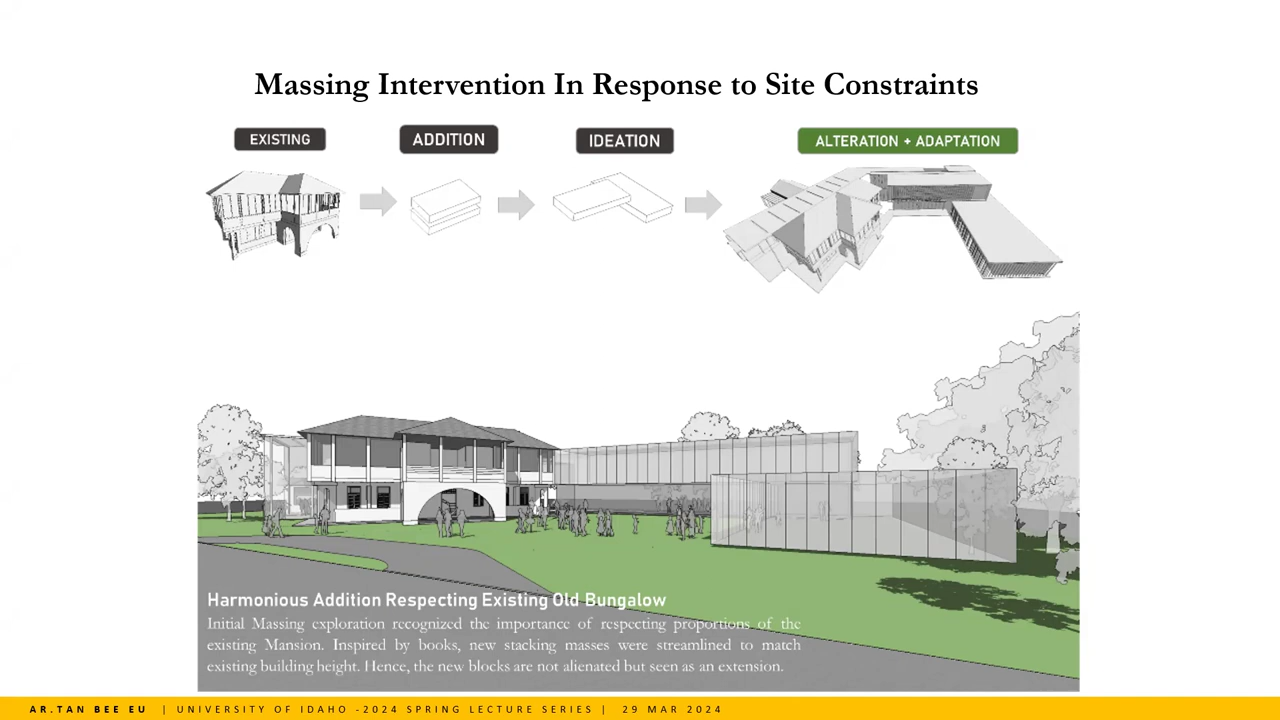 Massing Intervention In Response to Site Constraints
EXISTING
ADDITION
IDEATION
ALTERATION + ADAPTATION
Harmonious Addition Respecting Existing Old Bungalow
Initial Massing exploration recognized the importance of respecting proportions of the
existing Mansion. Inspired by books, new stacking masses were streamlined to match
existing building height. Hence, the new blocks are not alienated but seen as an extension.
AR.TAN BEE EU | UNIVERSITY OF IDAHO -2024 SPRING LECTURE SERIES | 29 MAR 2024